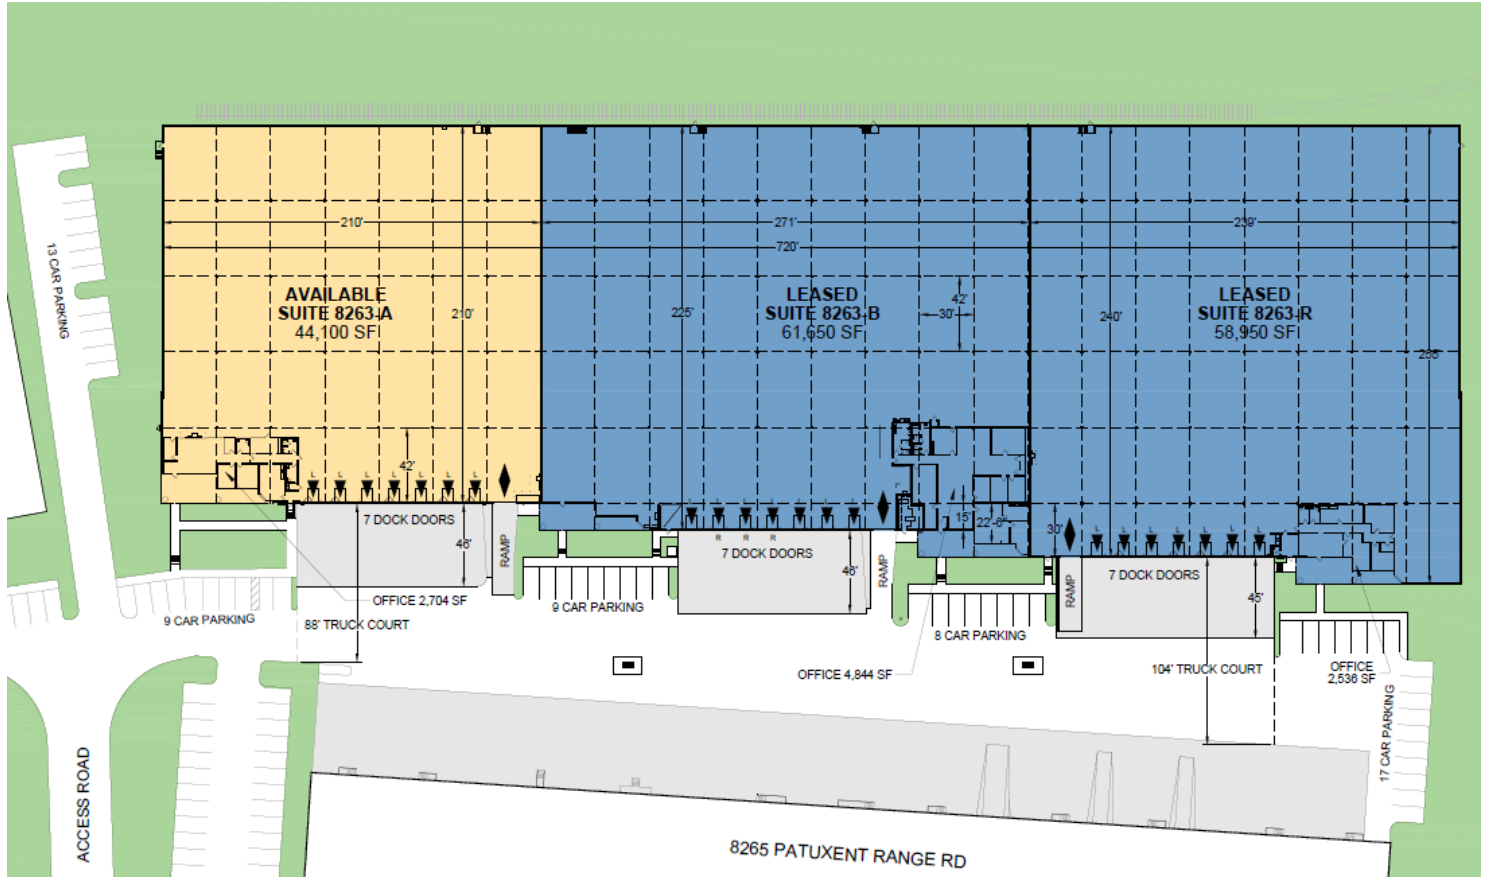 13 CAR PARKING
210'
271'
239'
720'
AVAILABLE
SUITE 8263-A
44,100 SF
210'
225'
LEASED
SUITE 8263-B
61,650 SF
42'
30'
240'
LEASED
SUITE 8263-R
58,950 SF
42'
L L L L L L L
7 DOCK DOORS
46'
RAMP
R R R
7 DOCK DOORS
46'
RAMP
15'
22'-6"
30'
L L L L L L L
7 DOCK DOORS
RAMP
45'
OFFICE 2,704 SF
9 CAR PARKING
88' TRUCK COURT
9 CAR PARKING
8 CAR PARKING
OFFICE 4,844 SF
104' TRUCK COURT
OFFICE
2,536 SF
17 CAR PARKING
ACCESS ROAD
8265 PATUXENT RANGE RD